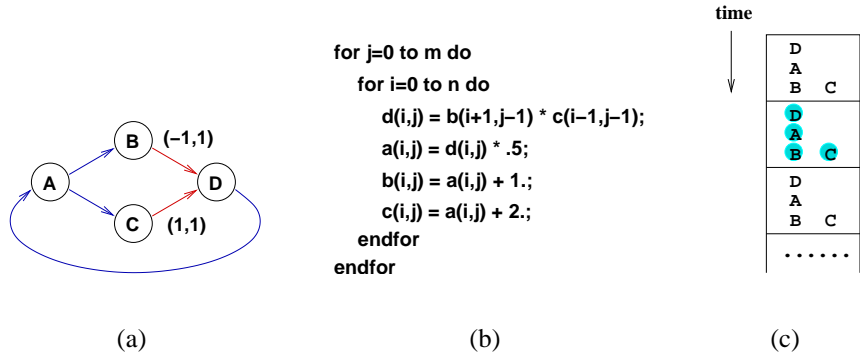 A
B
C
D
(−1,1)
(1,1)
(a)
for j=0 to m do
for i=0 to n do
d(i,j) = b(i+1,j−1) * c(i−1,j−1);
a(i,j) = d(i,j) * .5;
b(i,j) = a(i,j) + 1.;
c(i,j) = a(i,j) + 2.;
endfor
endfor
(b)
time
D
A
B C
D
A
B C
D
A
B C
......
(c)